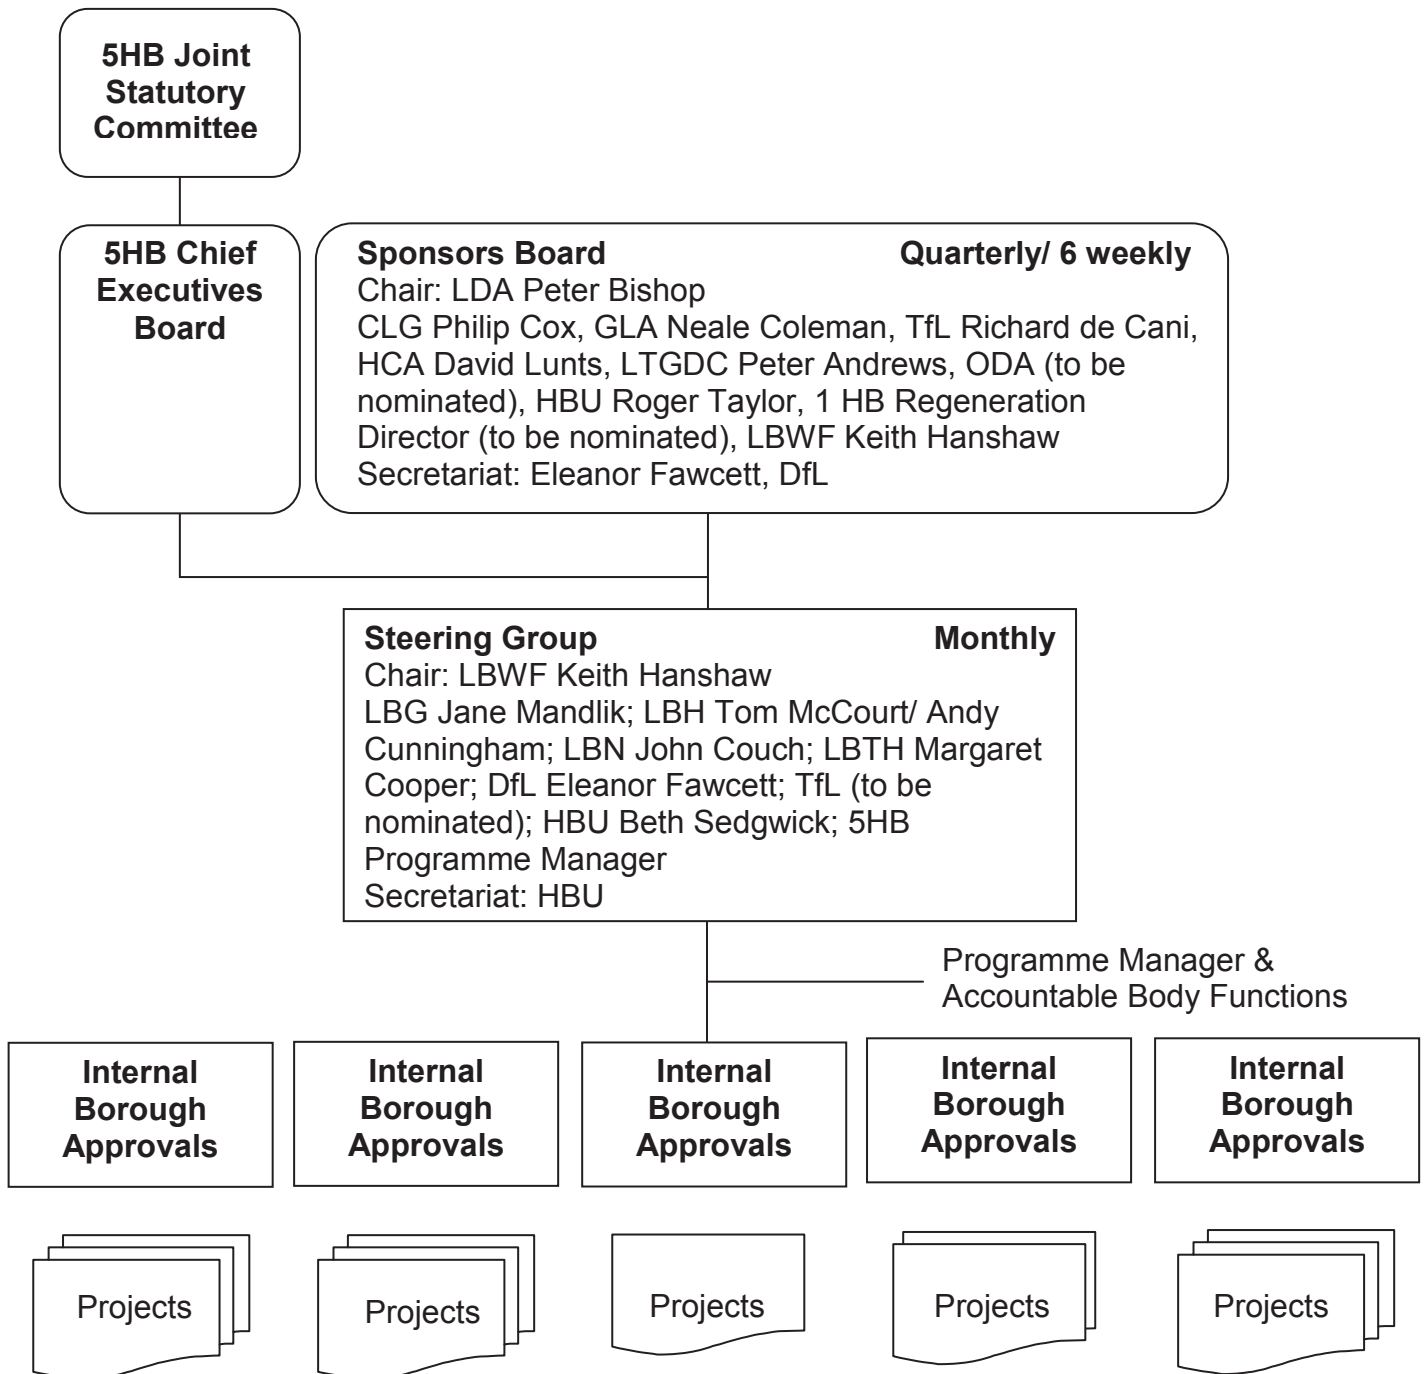 5HB Joint
Statutory
Committee
5HB Chief
Executives
Board
Sponsors Board Quarterly/ 6 weekly
Chair: LDA Peter Bishop
CLG Philip Cox, GLA Neale Coleman, TfL Richard de Cani,
HCA David Lunts, LTGDC Peter Andrews, ODA (to be
nominated), HBU Roger Taylor, 1 HB Regeneration
Director (to be nominated), LBWF Keith Hanshaw
Secretariat: Eleanor Fawcett, DfL
Steering Group Monthly
Chair: LBWF Keith Hanshaw
LBG Jane Mandlik; LBH Tom McCourt/ Andy
Cunningham; LBN John Couch; LBTH Margaret
Cooper; DfL Eleanor Fawcett; TfL (to be
nominated); HBU Beth Sedgwick; 5HB
Programme Manager
Secretariat: HBU
Programme Manager &
Accountable Body Functions
Internal
Borough
Approvals
Internal
Borough
Approvals
Internal
Borough
Approvals
Internal
Borough
Approvals
Internal
Borough
Approvals
Projects
Projects
Projects
Projects
Projects